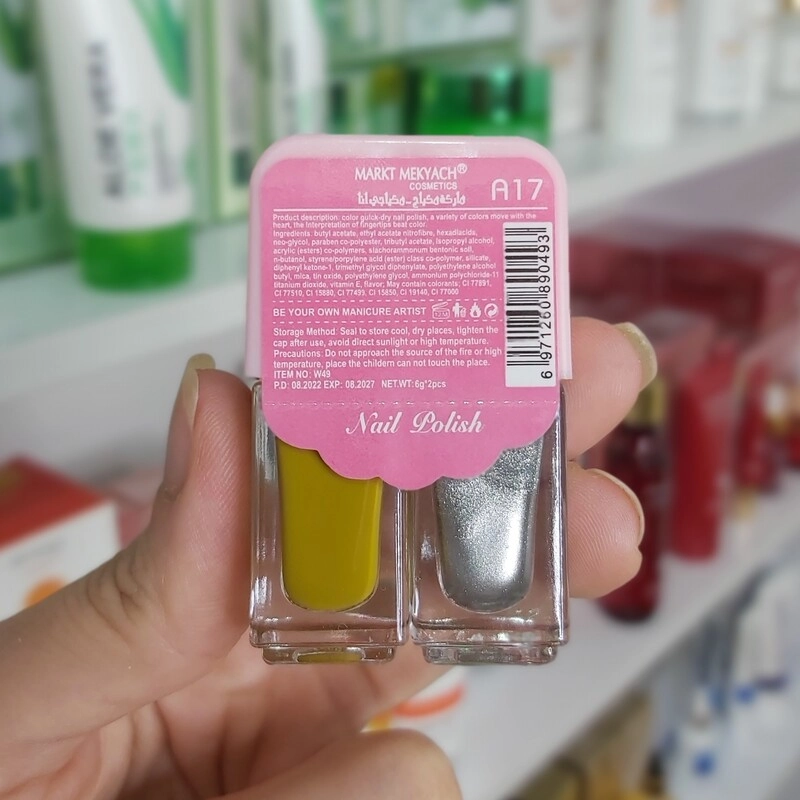 MARKT MEKYACH®
COSMETICS
ماركة مكياج - مكياجي انا
A17
Product description: color guick-dry nail polish, a variety of colors move with the
heart, the Interpretation of fingertips beat color.
Ingredients: butyl acetate, ethyl acetate nitrofibre, hexadiacids,
neo-glycol, paraben co-polyester, tributyl acetate, Isopropyl alcohol,
acrylic (esters) co-polymers, slachorammonium bentonic soil,
n-butanol, styrene/porpylene acid (ester) class co-polymer, silicate,
diphenyl ketone-1, trimethyl glycol diphenylate, polyethylene alcohol
butyl, mica, tin oxide, polyethylene glycol, ammonium polychloride-11
titanium dioxide, vitamin E, flavor; May contain colorants: CI 77891,
CI 77510, CI 15880, CI 77499, CI 15850, CI 19140, CI 77000
BE YOUR OWN MANICURE ARTIST
Storage Method: Seal to store cool, dry places, tighten the
cap after use, avoid direct sunlight or high temperature.
Precautions: Do not approach the source of the fire or high
temperature, place the childern can not touch the place.
ITEM NO: W49
P.D: 08.2022 EXP: 08.2027 NET.WT: 6g*2pcs
6 971260 890493
Nail Polish
ALOE VERA